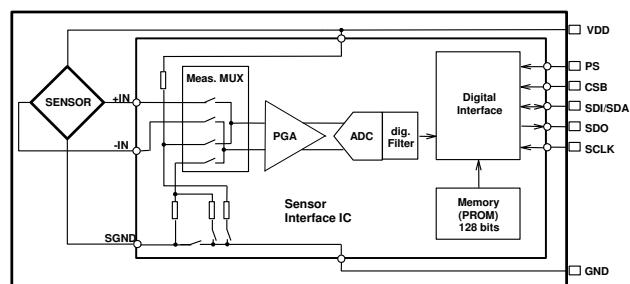 VDD
PS
CSB
SDI/SDA
SDO
SCLK
GND
SENSOR
+IN
-IN
SGND
Meas. MUX
PGA
ADC
dig.
Filter
Digital
Interface
Memory
(PROM)
128 bits
Sensor
Interface IC